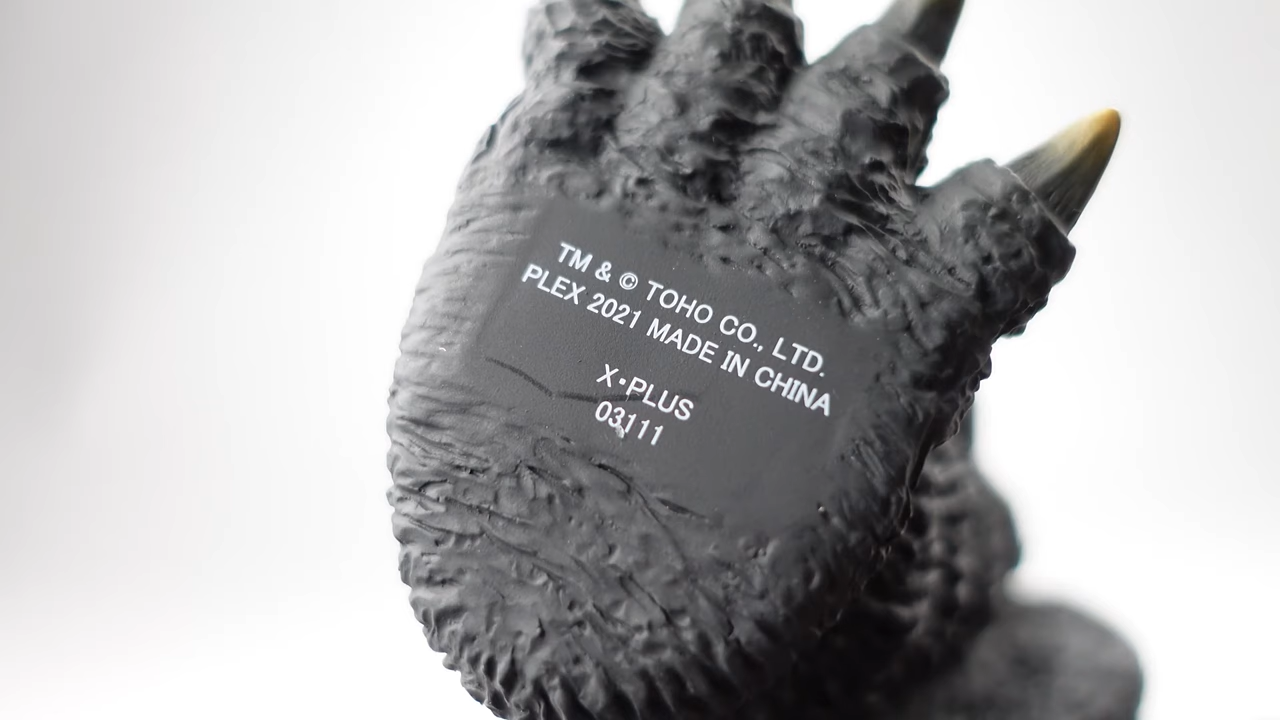 TM & © TOHO CO., LTD.
PLEX 2021 MADE IN CHINA
X•PLUS
03111